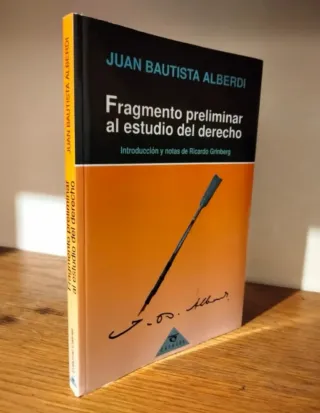 JUAN BAUTISTA ALBERDI
Fragmento preliminar
al estudio del derecho
Introducción y notas de Ricardo Grinberg
J. B. Alberdi
JUAN BAUTISTA ALBERDI
Fragmento preliminar
al estudio del derecho